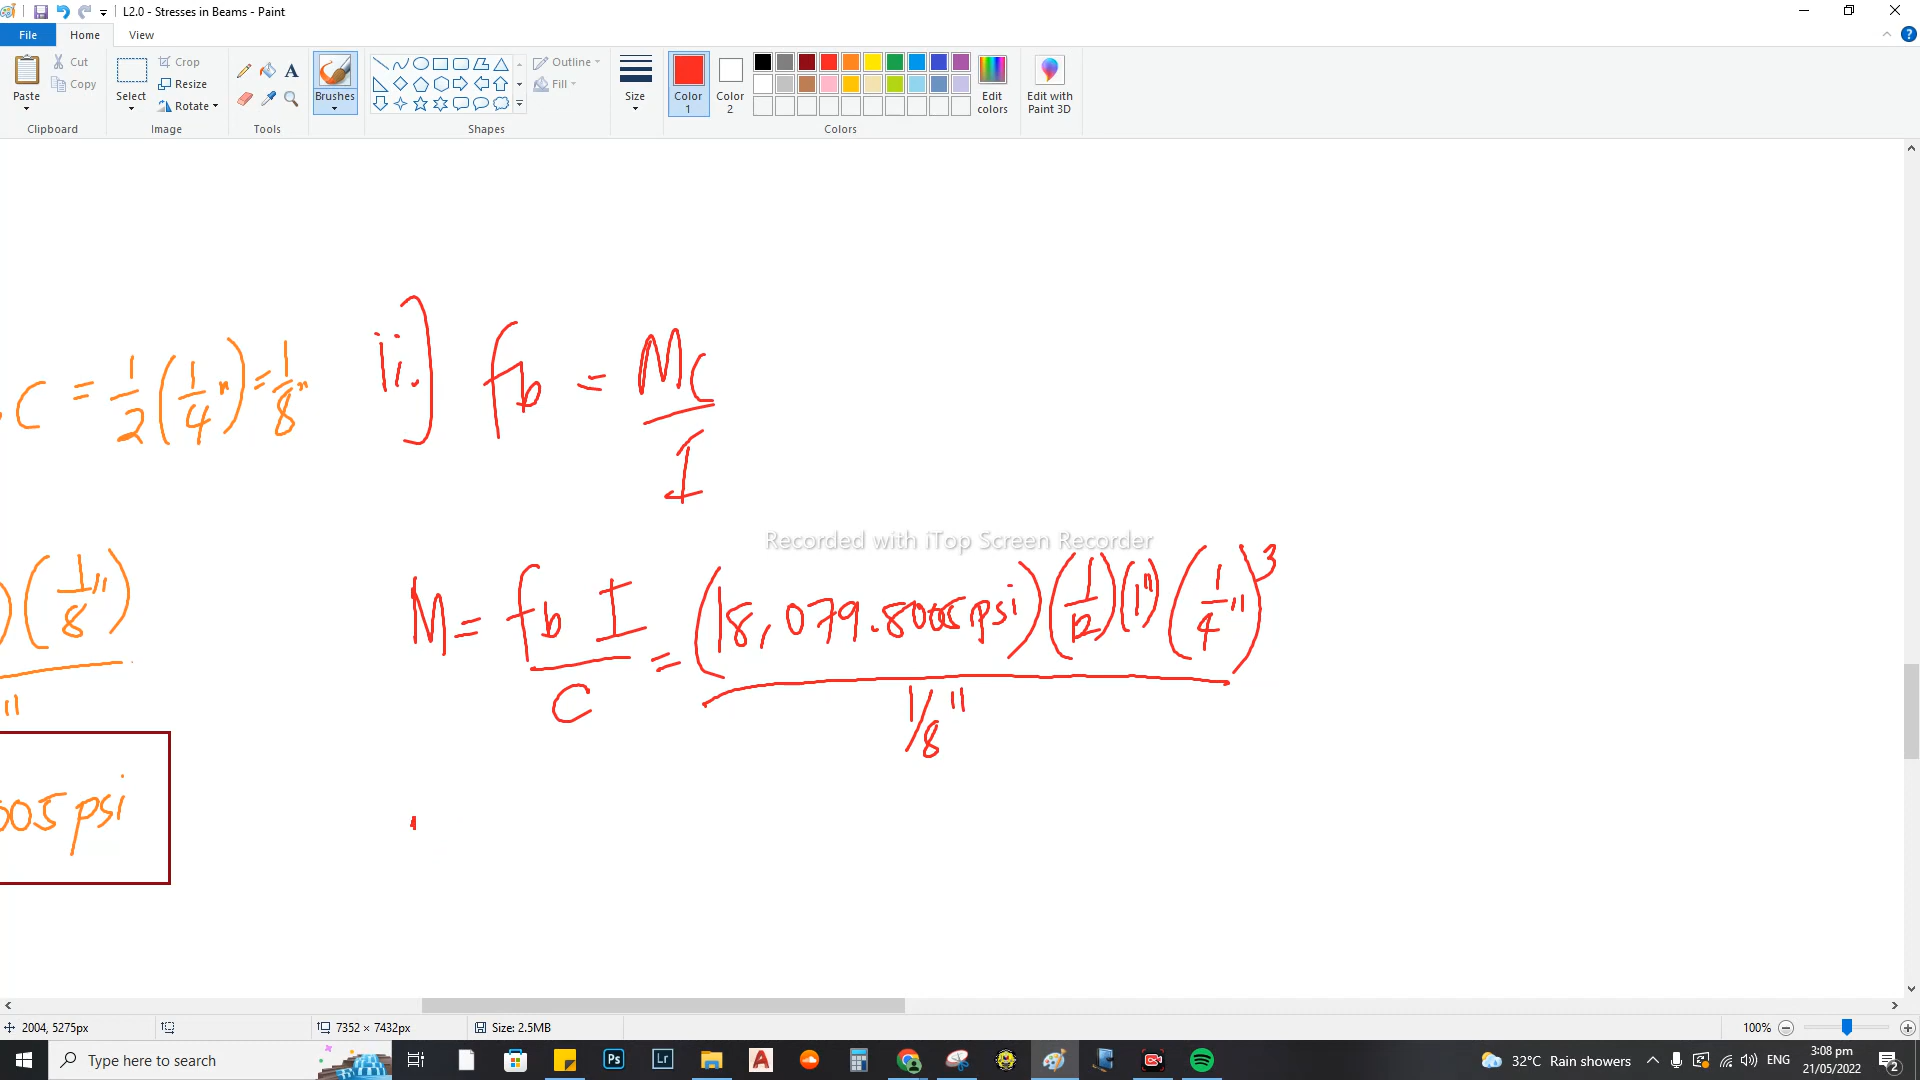 L2.0 - Stresses in Beams - Paint
File Home View
Paste Cut Copy Clipboard
Select Crop Resize Rotate Image
Tools
Brushes
Outline Fill Shapes
Size
Color 1 Color 2 Edit colors Edit with Paint 3D Colors
C = 1/2 (1/4") = 1/8"
ii.] fb = Mc/I
Recorded with iTop Screen Recorder
)(1/8")
"
M = fb I / C = (18,079.8005 psi)(1/12)(1")(1/4")^3 / 1/8"
005 psi
2004, 5275px 7352 × 7432px Size: 2.5MB 100%
Type here to search Ps Lr 32°C Rain showers ENG 3:08 pm 21/05/2022 2